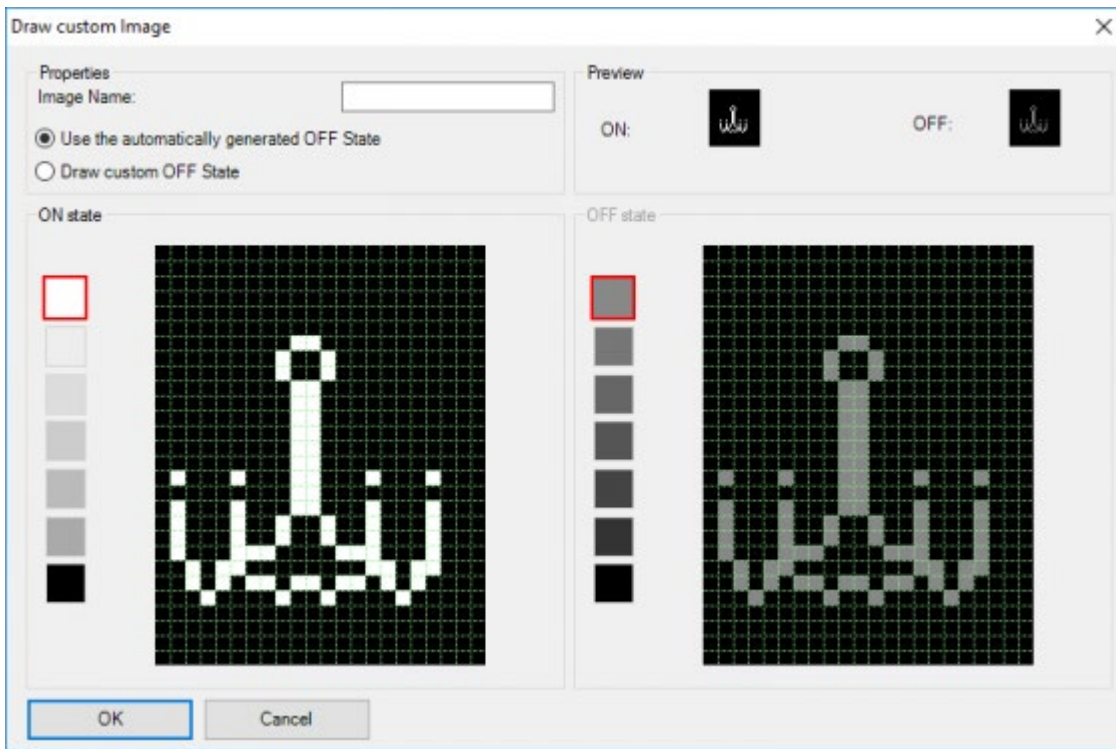 Draw custom Image
Properties
Image Name:
Use the automatically generated OFF State
Draw custom OFF State
Preview
ON:
OFF:
ON state
OFF state
OK
Cancel